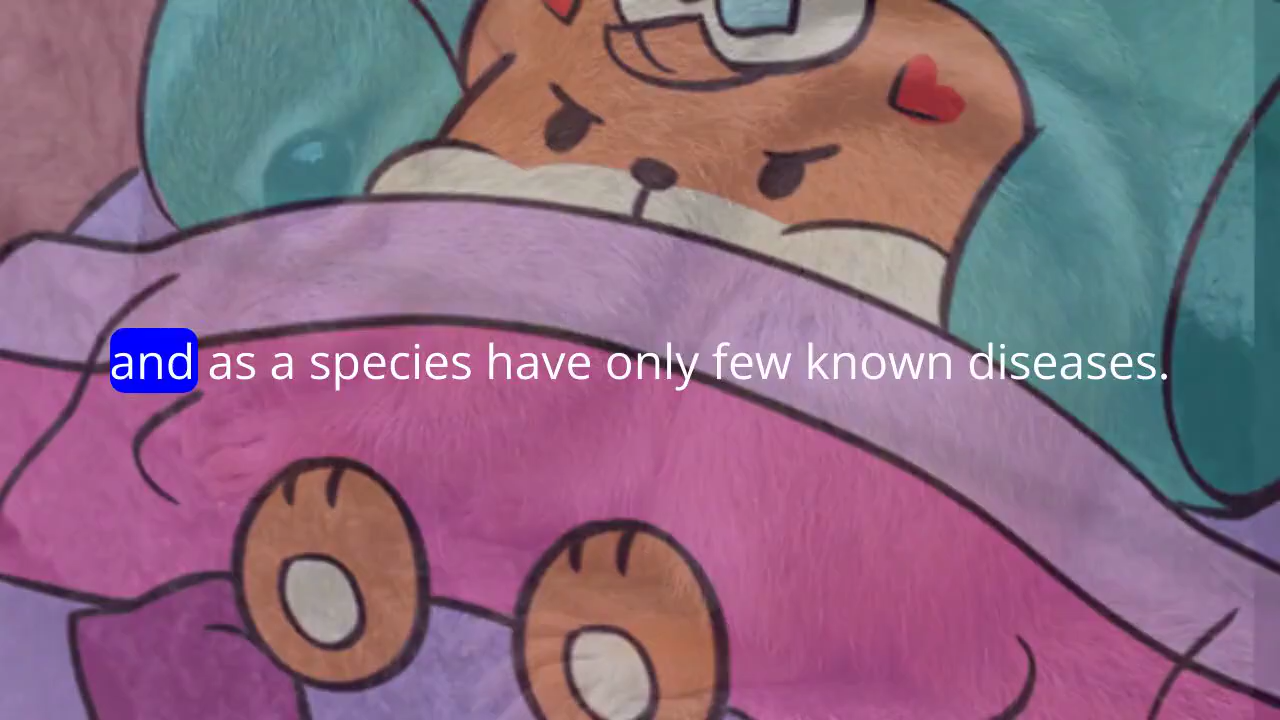 and as a species have only few known diseases.